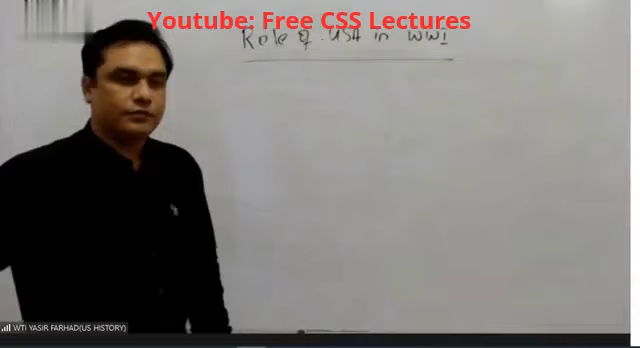 Youtube: Free CSS Lectures
Role of USA in WWI
WTI YASIR FARHAD(US HISTORY)